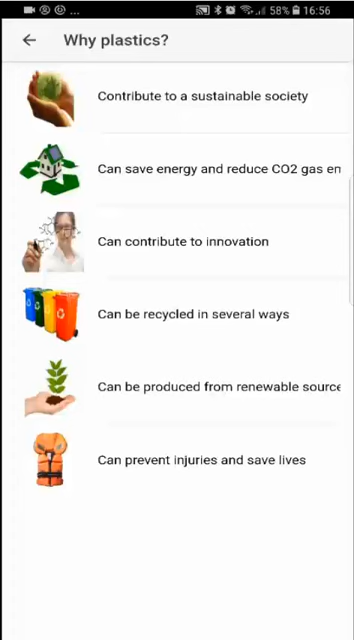 ... 58% 16:56
Why plastics?
Contribute to a sustainable society
Can save energy and reduce CO2 gas en
Can contribute to innovation
Can be recycled in several ways
Can be produced from renewable source
Can prevent injuries and save lives